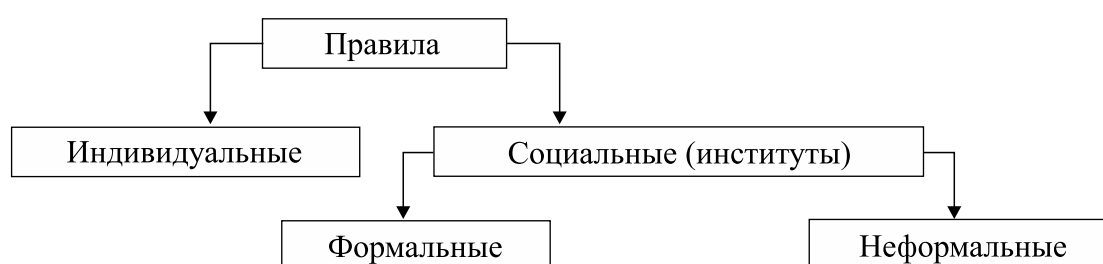 Правила
Индивидуальные
Социальные (институты)
Формальные
Неформальные